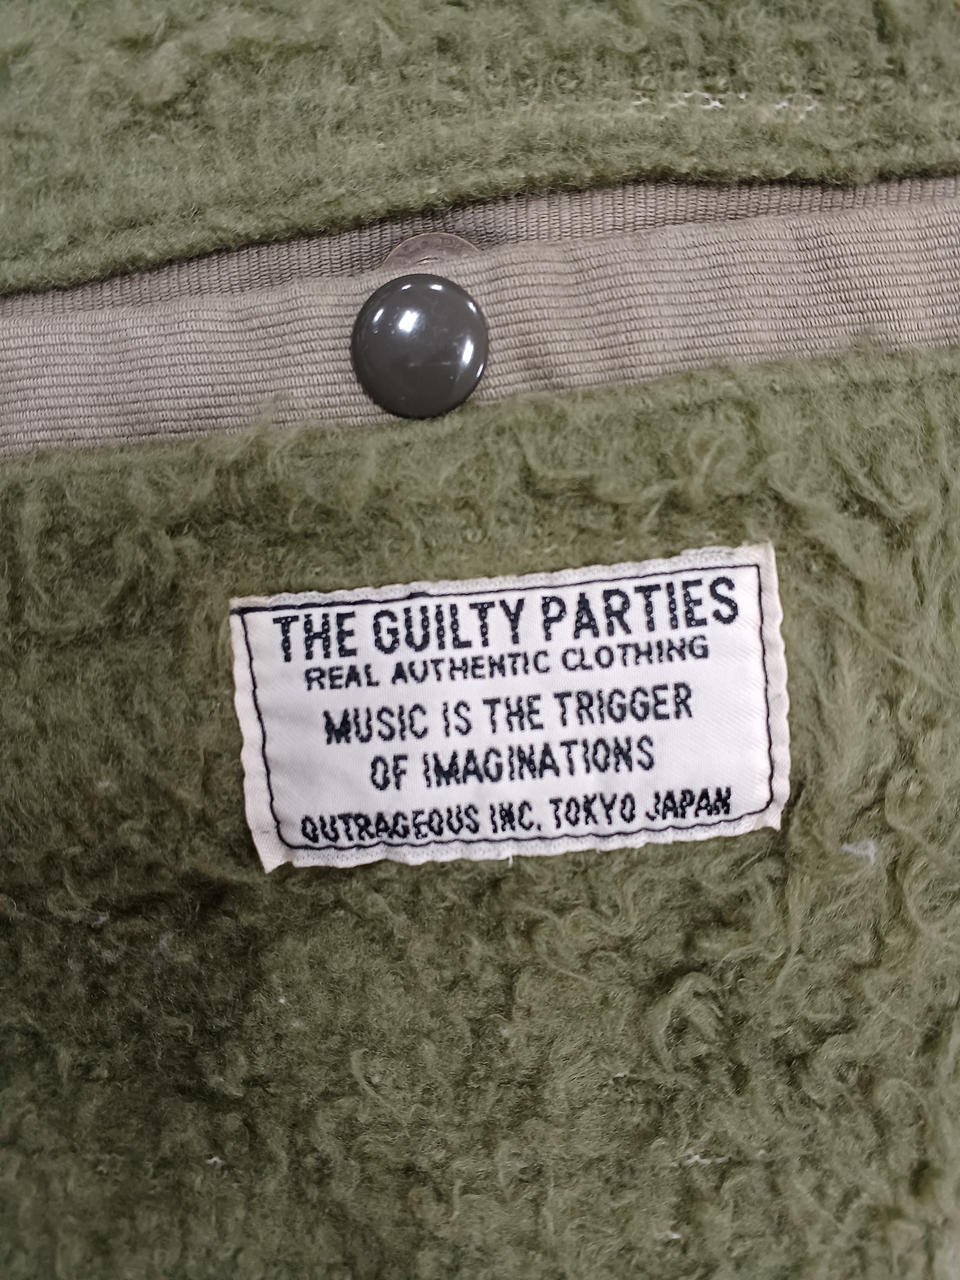 THE GUILTY PARTIES
REAL AUTHENTIC CLOTHING
MUSIC IS THE TRIGGER
OF IMAGINATIONS
OUTRAGEOUS INC. TOKYO JAPAN